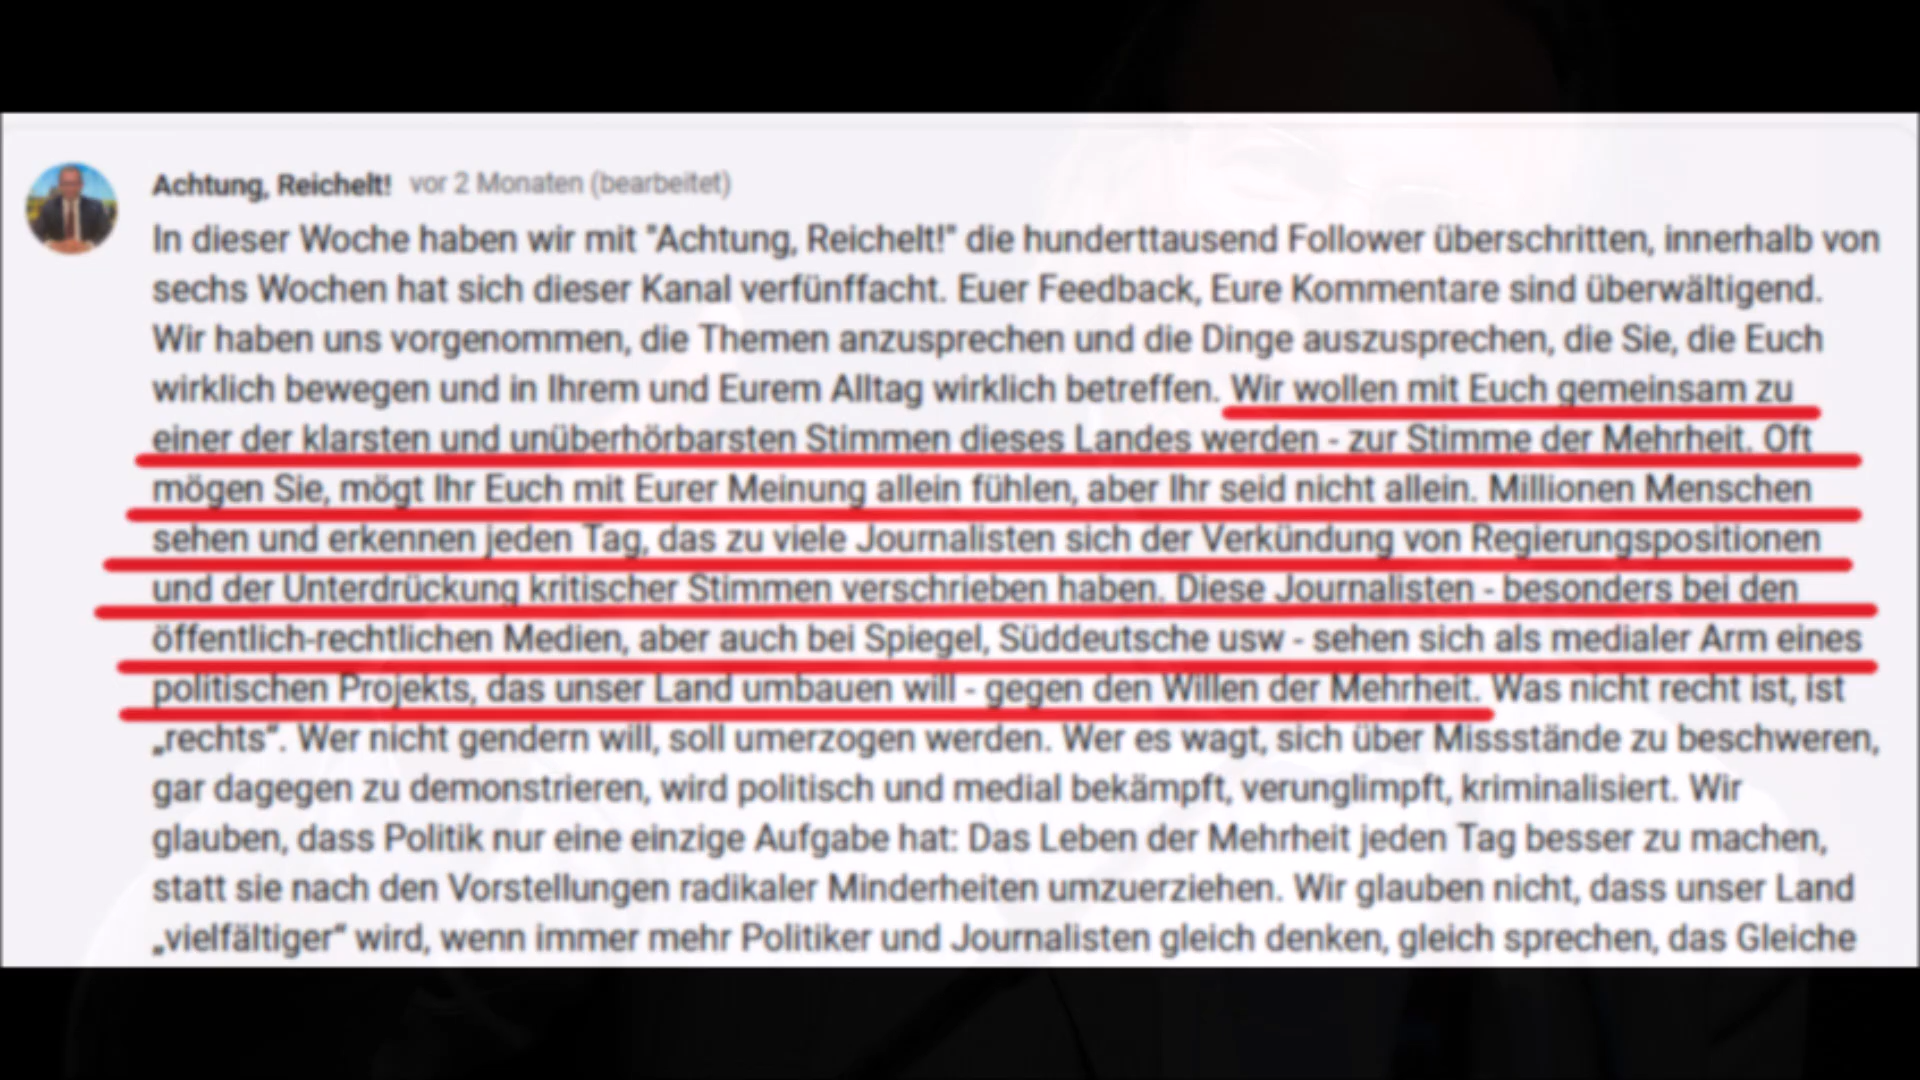 Achtung, Reichelt! vor 2 Monaten (bearbeitet)
In dieser Woche haben wir mit "Achtung, Reichelt!" die hunderttausend Follower überschritten, innerhalb von
sechs Wochen hat sich dieser Kanal verfünffacht. Euer Feedback, Eure Kommentare sind überwältigend.
Wir haben uns vorgenommen, die Themen anzusprechen und die Dinge auszusprechen, die Sie, die Euch
wirklich bewegen und in Ihrem und Eurem Alltag wirklich betreffen. Wir wollen mit Euch gemeinsam zu
einer der klarsten und unüberhörbarsten Stimmen dieses Landes werden - zur Stimme der Mehrheit. Oft
mögen Sie, mögt Ihr Euch mit Eurer Meinung allein fühlen, aber Ihr seid nicht allein. Millionen Menschen
sehen und erkennen jeden Tag, das zu viele Journalisten sich der Verkündung von Regierungspositionen
und der Unterdrückung kritischer Stimmen verschrieben haben. Diese Journalisten - besonders bei den
öffentlich-rechtlichen Medien, aber auch bei Spiegel, Süddeutsche usw - sehen sich als medialer Arm eines
politischen Projekts, das unser Land umbauen will - gegen den Willen der Mehrheit. Was nicht recht ist, ist
„rechts“. Wer nicht gendern will, soll umerzogen werden. Wer es wagt, sich über Missstände zu beschweren,
gar dagegen zu demonstrieren, wird politisch und medial bekämpft, verunglimpft, kriminalisiert. Wir
glauben, dass Politik nur eine einzige Aufgabe hat: Das Leben der Mehrheit jeden Tag besser zu machen,
statt sie nach den Vorstellungen radikaler Minderheiten umzuerziehen. Wir glauben nicht, dass unser Land
„vielfältiger“ wird, wenn immer mehr Politiker und Journalisten gleich denken, gleich sprechen, das Gleiche